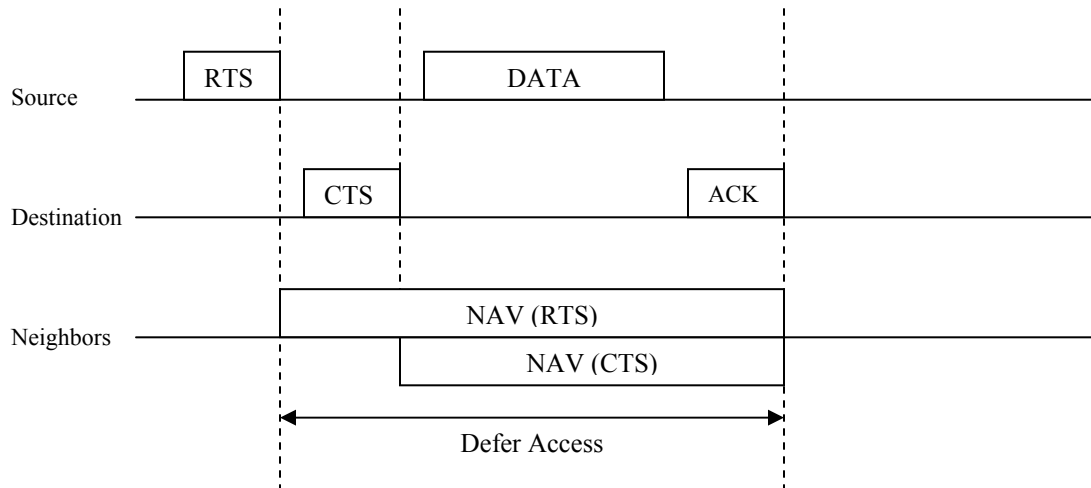 RTS
DATA
Source
CTS
ACK
Destination
NAV (RTS)
Neighbors
NAV (CTS)
Defer Access